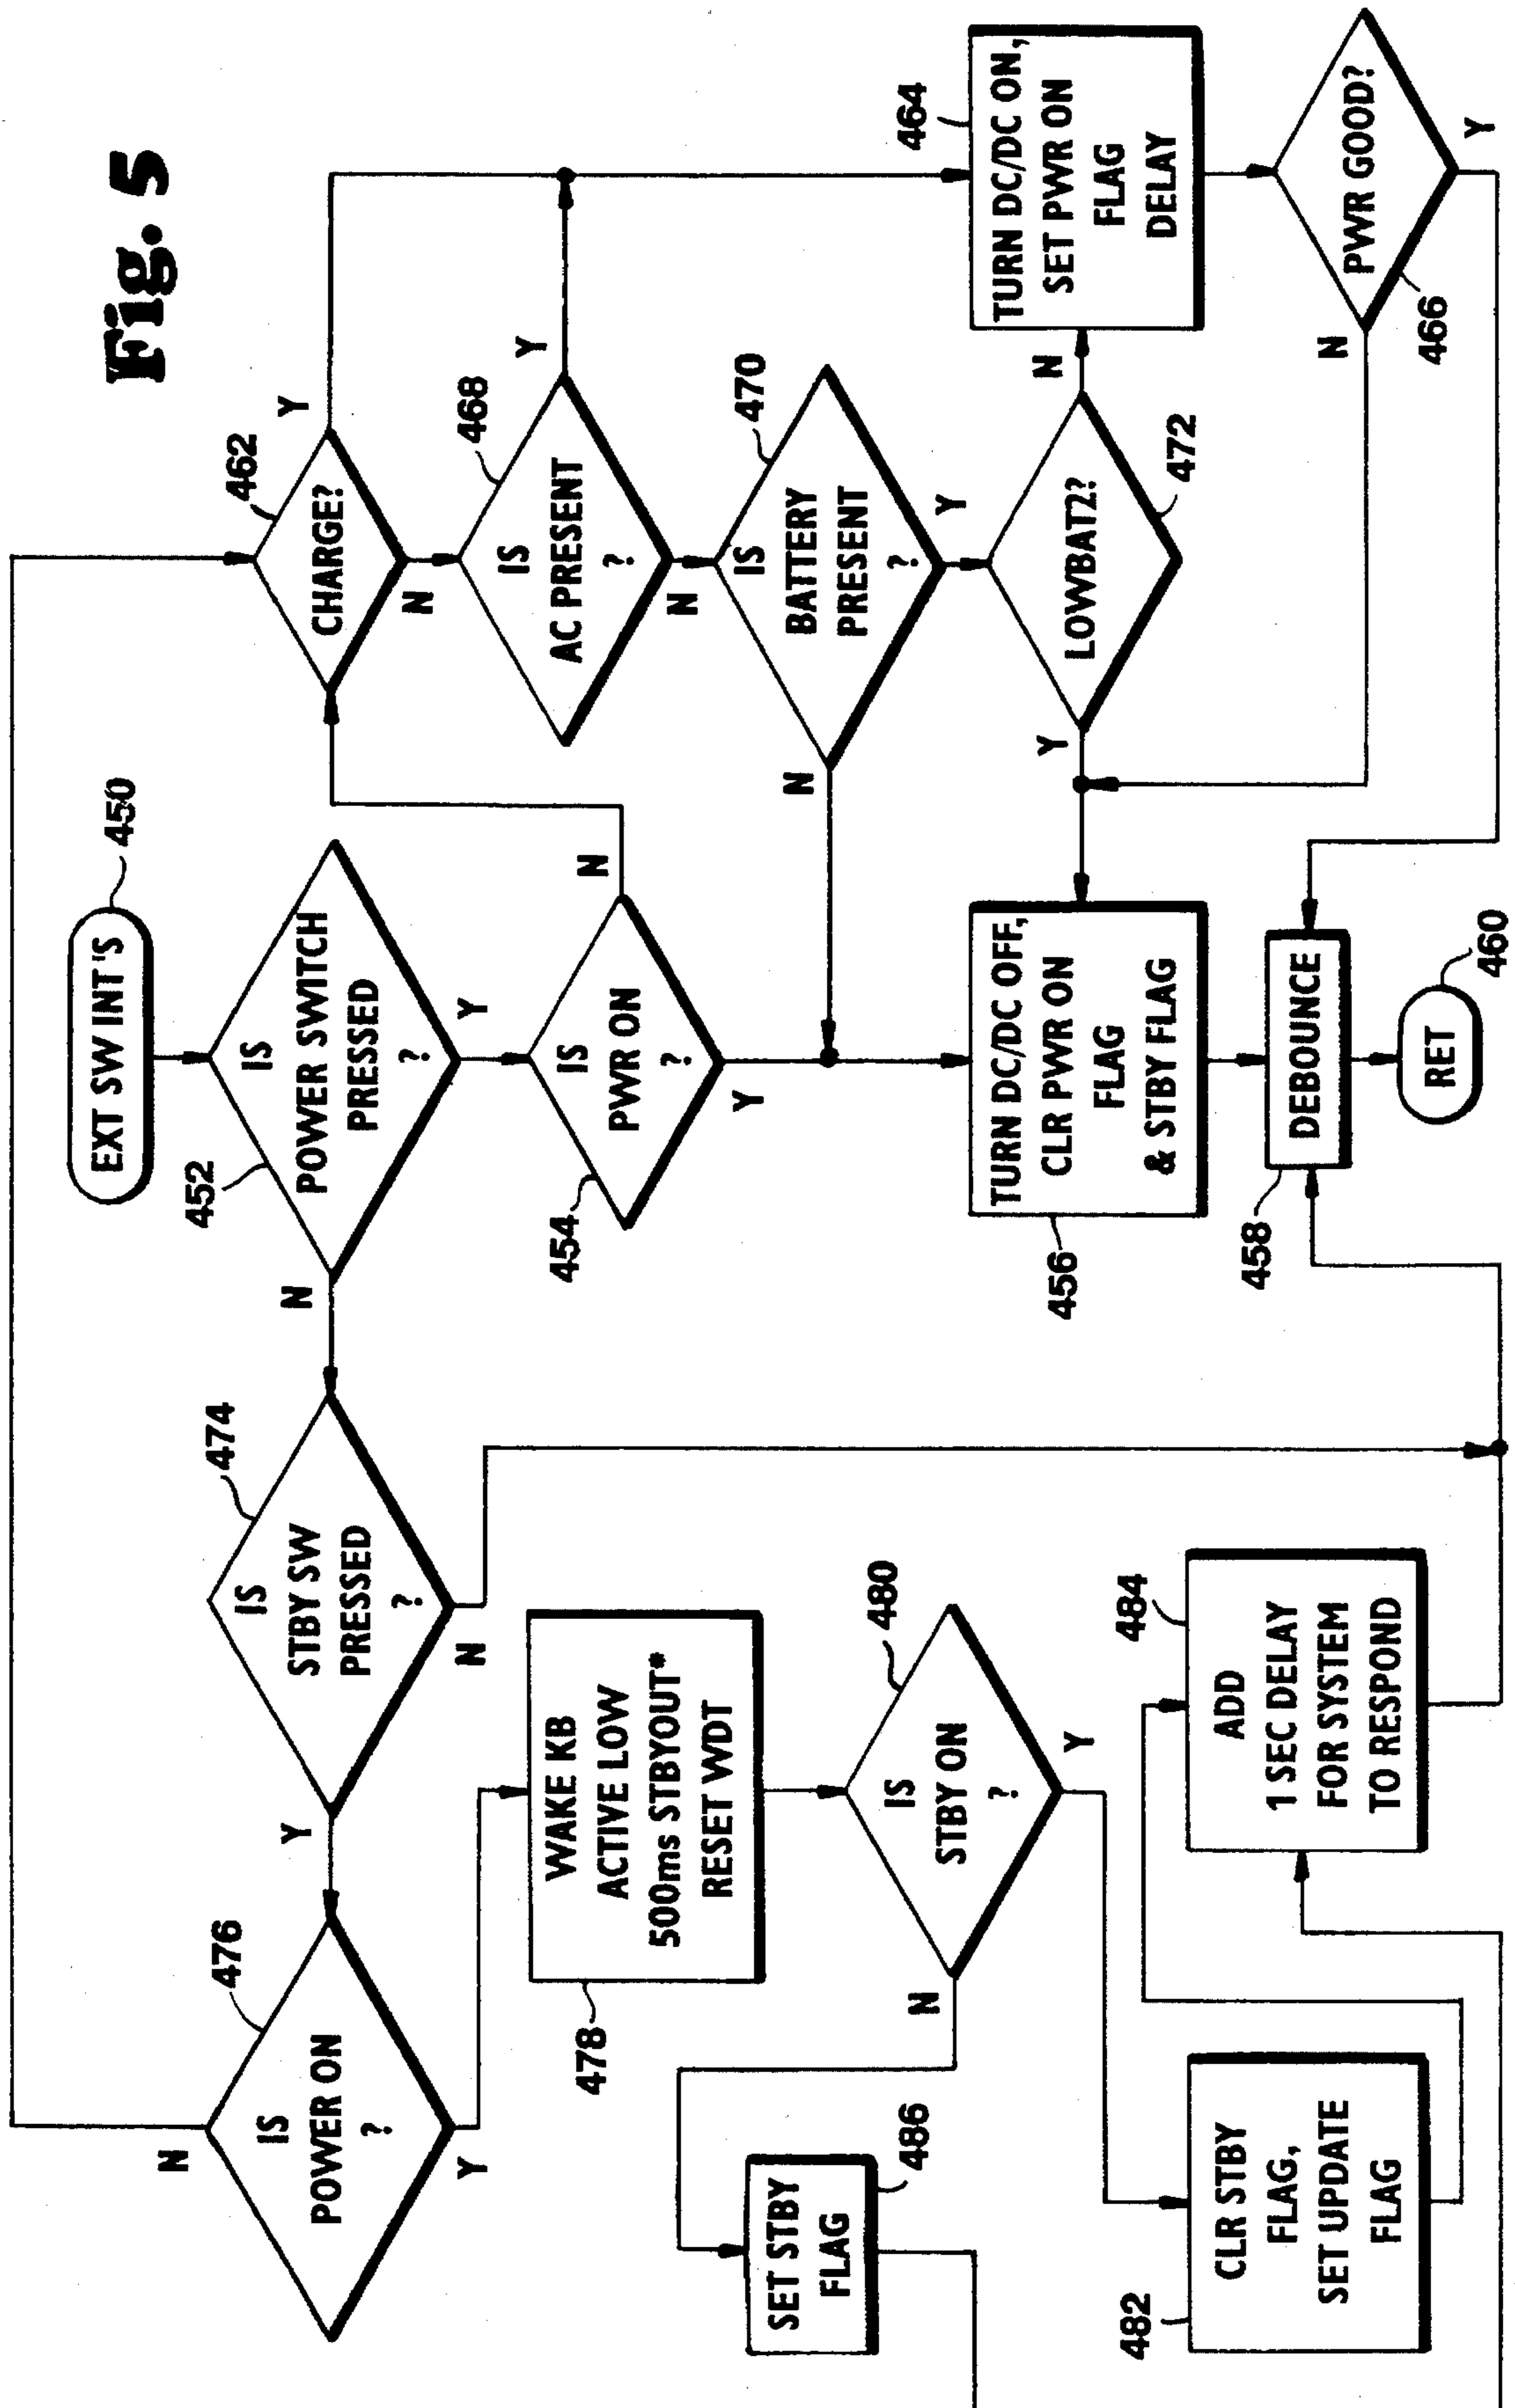 Fig. 5
EXT SW INT'S
450
452
IS
POWER SWITCH
PRESSED
?
N
Y
454
IS
PWR ON
?
N
Y
456
TURN DC/DC OFF,
CLR PWR ON
FLAG
& STBY FLAG
458
DEBOUNCE
RET
460
462
CHARGE?
Y
N
468
IS
AC PRESENT
?
Y
N
470
IS
BATTERY
PRESENT
?
N
Y
472
LOWBAT2?
Y
N
464
TURN DC/DC ON,
SET PWR ON
FLAG
DELAY
466
PWR GOOD?
N
Y
474
IS
STBY SW
PRESSED
?
Y
N
476
IS
POWER ON
?
N
Y
478
WAKE KB
ACTIVE LOW
500ms STBYOUT*
RESET WDT
480
IS
STBY ON
?
N
Y
486
SET STBY
FLAG
482
CLR STBY
FLAG,
SET UPDATE
FLAG
484
ADD
1 SEC DELAY
FOR SYSTEM
TO RESPOND